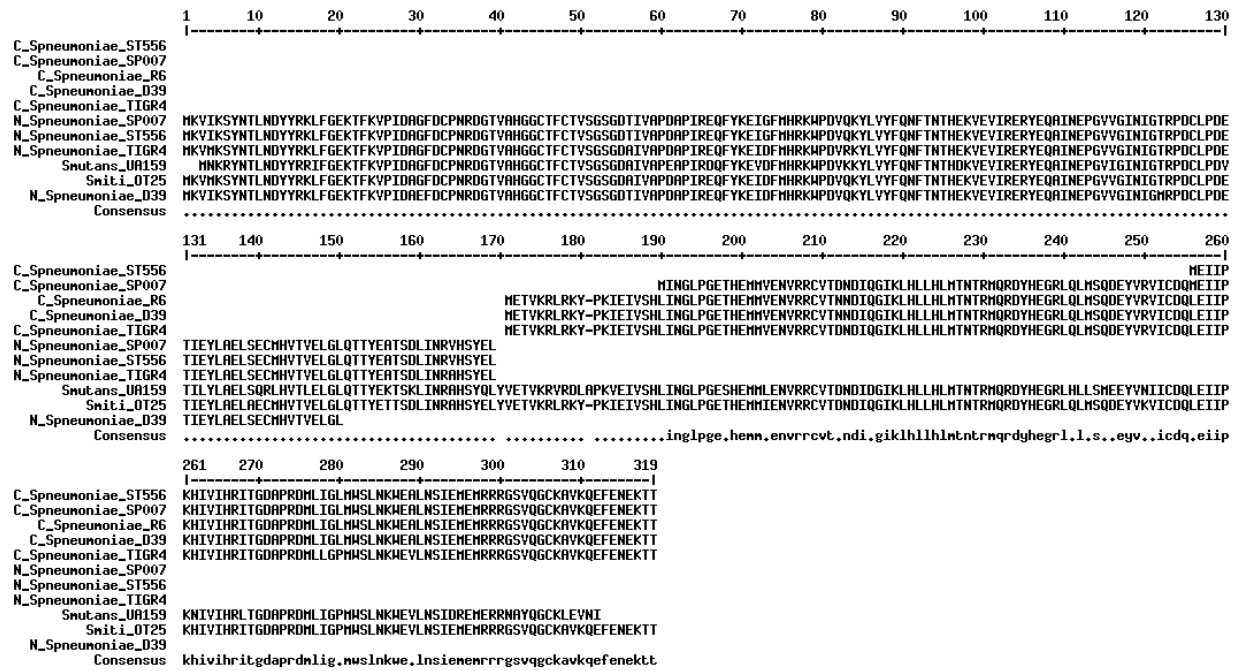 1 10 20 30 40 50 60 70 80 90 100 110 120 130
|--------+---------+---------+---------+---------+---------+---------+---------+---------+---------+---------+---------+---------|
C_Spneumoniae_ST556
C_Spneumoniae_SP007
C_Spneumoniae_R6
C_Spneumoniae_D39
C_Spneumoniae_TIGR4
N_Spneumoniae_SP007 MKVIKSYNTLNDYYRKLFGEKTFKVPIDAGFDCPNRDGTVAHGGCTFCTVSGSGDTIVAPDAPIREQFYKEIGFMHRKWPDVQKYLVYFQNFTNTHEKVEVIRERYEQAINEPGVVGINIGTRPDCLPDE
N_Spneumoniae_ST556 MKVIKSYNTLNDYYRKLFGEKTFKVPIDAGFDCPNRDGTVAHGGCTFCTVSGSGDTIVAPDAPIREQFYKEIGFMHRKWPDVQKYLVYFQNFTNTHEKVEVIRERYEQAINEPGVVGINIGTRPDCLPDE
N_Spneumoniae_TIGR4 MKVMKSYNTLNDYYRKLFGEKTFKVPIDAGFDCPNRDGTVAHGGCTFCTVSGSGDTIVAPDAPIREQFYKEIDFMHRKWPDVRKYLVYFQNFTNTHEKVEVIRERYEQAINEPGVVGINIGTRPDCLPDE
Smutans_UA159 MNKRYNTLNDYYRRIFGEKTFKVPIDAGFDCPNRDGTVAHGGCTFCTVSGSGDAIVAPEAPIRDQFYKEVDFMHRKWPDVKKYLVYFQNFTNTHDKVEVIRERYEQAINEPGVIGINIGTRPDCLPDV
Smiti_OT25 MKVMKSYNTLNDYYRKLFGEKTFKVPIDAGFDCPNRDGTVAHGGCTFCTVSGSGDAIVAPDAPIREQFYKEIDFMHRKWPDVQKYLVYFQNFTNTHEKVEVIRERYEQAINEPGVVGINIGTRPDCLPDE
N_Spneumoniae_D39 MKVIKSYNTLNDYYRKLFGEKTFKVPIDAEFDCPNRDGTVAHGGCTFCTVSGSGDAIVAPDAPIREQFYKEIDFMHRKWPDVQKYLVYFQNFTNTHEKVEVIRERYEQAINEPGVVGINIGMRPDCLPDE
Consensus ..................................................................................................................................
131 140 150 160 170 180 190 200 210 220 230 240 250 260
|--------+---------+---------+---------+---------+---------+---------+---------+---------+---------+---------+---------+---------|
C_Spneumoniae_ST556 MEIIP
C_Spneumoniae_SP007 MINGLPGETHEMMVENVRRCVTDNDIQGIKLHLLHLMTNTRMQRDYHEGRLQLMSQDEYVRVICDQMEIIP
C_Spneumoniae_R6 METVKRLRKY-PKIEIVSHLINGLPGETHEMMVENVRRCVTDNDIQGIKLHLLHLMTNTRMQRDYHEGRLQLMSQDEYVRVICDQLEIIP
C_Spneumoniae_D39 METVKRLRKY-PKIEIVSHLINGLPGETHEMMVENVRRCVTDNDIQGIKLHLLHLMTNTRMQRDYHEGRLQLMSQDEYVRVICDQLEIIP
C_Spneumoniae_TIGR4 METVKRLRKY-PKIEIVSHLINGLPGETHEMMVENVRRCVTDNDIQGIKLHLLHLMTNTRMQRDYHEGRLQLMSQDEYVRVICDQLEIIP
N_Spneumoniae_SP007 TIEYLAELSECMHVTVELGLQTTYEATSDLINRVHSYEL
N_Spneumoniae_ST556 TIEYLAELSECMHVTVELGLQTTYEATSDLINRVHSYEL
N_Spneumoniae_TIGR4 TIEYLAELSECMHVTVELGLQTTYEATSDLINRAHSYEL
Smutans_UA159 TILYLAELSQRLHVTLELGLQTTYEKTSKLINRAHSYQLYVETVKRVRDLAPKVEIVSHLINGLPGESHEMMLENVRRCVTDNDIDGIKLHLLHLMTNTRMQRDYHEGRLHLLSMEEYVNIICDQLEIIP
Smiti_OT25 TIEYLAELAECMHVTVELGLQTTYETTSDLINRAHSYELYVETVKRLRKY-PKIEIVSHLINGLPGETHEMMIENVRRCVTDNDIQGIKLHLLHLMTNTRMQRDYHEGRLQLMSQDEYVKVICDQLEIIP
N_Spneumoniae_D39 TIEYLAELSECMHVTVELGL
Consensus ....................................... .......... .........inglpge.hemm.envrrcvt.ndi.giklhllhlmtntrmqrdyhegrl.l.s..eyv..icdq.eiip
261 270 280 290 300 310 319
|--------+---------+---------+---------+---------+--------|
C_Spneumoniae_ST556 KHIVIHRITGDAPRDMLIGLMWSLNKWEALNSIEMEMRRRGSVQGCKAVKQEFENEKTT
C_Spneumoniae_SP007 KHIVIHRITGDAPRDMLIGLMWSLNKWEALNSIEMEMRRRGSVQGCKAVKQEFENEKTT
C_Spneumoniae_R6 KHIVIHRITGDAPRDMLIGLMWSLNKWEALNSIEMEMRRRGSVQGCKAVKQEFENEKTT
C_Spneumoniae_D39 KHIVIHRITGDAPRDMLIGLMWSLNKWEALNSIEMEMRRRGSVQGCKAVKQEFENEKTT
C_Spneumoniae_TIGR4 KHIVIHRITGDAPRDMLLGPMWSLNKWEVLNSIEMEMRRRGSVQGCKAVKQEFENEKTT
N_Spneumoniae_SP007
N_Spneumoniae_ST556
N_Spneumoniae_TIGR4
Smutans_UA159 KNIVIHRLTGDAPRDMLIGPMWSLNKWEVLNSIDREMERRNAYQGCKLEVNI
Smiti_OT25 KHIVIHRITGDAPRDMLIGPMWSLNKWEVLNSIEMEMRRRGSVQGCKAVKQEFENEKTT
N_Spneumoniae_D39
Consensus khivihritgdaprdmlig.mwslnkwe.lnsiememrrrgsvqgckavkqefenektt